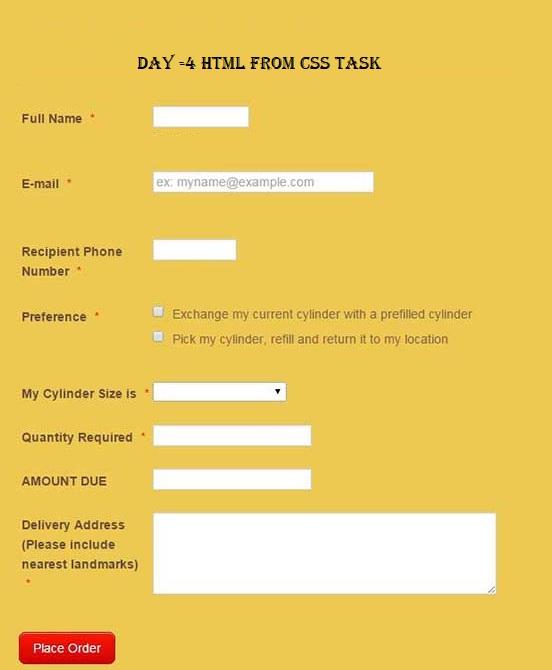 DAY -4 HTML FROM CSS TASK
Full Name *
E-mail *
ex: myname@example.com
Recipient Phone
Number *
Preference *
Exchange my current cylinder with a prefilled cylinder
Pick my cylinder, refill and return it to my location
My Cylinder Size is *
Quantity Required *
AMOUNT DUE
Delivery Address
(Please include
nearest landmarks)
*
Place Order